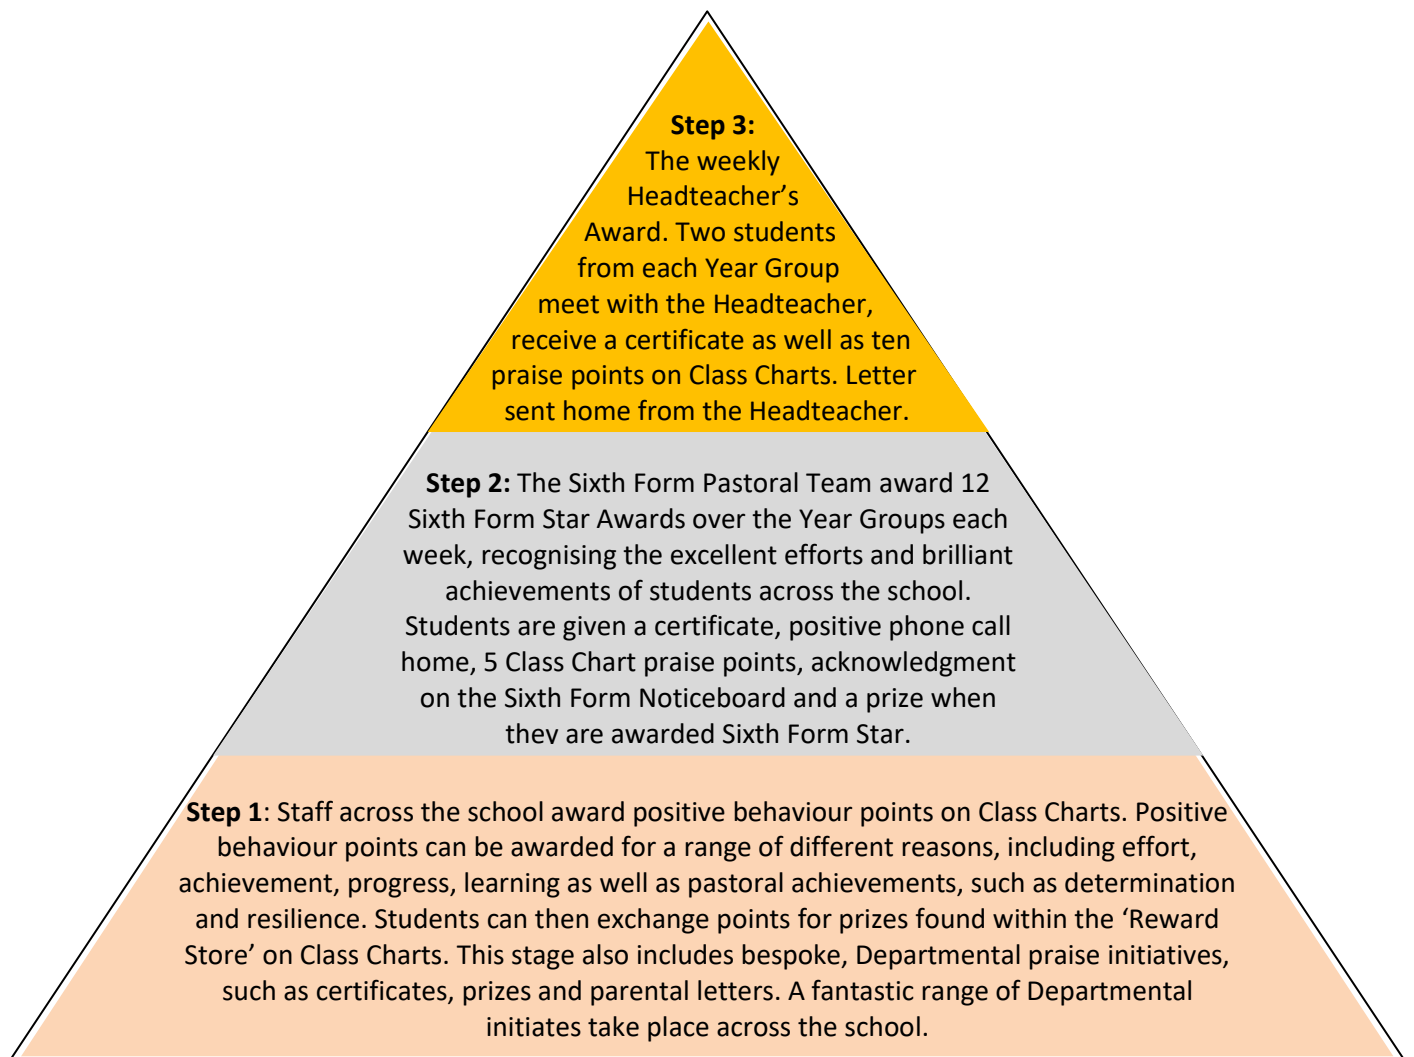 Step 3:
The weekly
Headteacher’s
Award. Two students
from each Year Group
meet with the Headteacher,
receive a certificate as well as ten
praise points on Class Charts. Letter
sent home from the Headteacher.
Step 2: The Sixth Form Pastoral Team award 12
Sixth Form Star Awards over the Year Groups each
week, recognising the excellent efforts and brilliant
achievements of students across the school.
Students are given a certificate, positive phone call
home, 5 Class Chart praise points, acknowledgment
on the Sixth Form Noticeboard and a prize when
they are awarded Sixth Form Star.
Step 1: Staff across the school award positive behaviour points on Class Charts. Positive
behaviour points can be awarded for a range of different reasons, including effort,
achievement, progress, learning as well as pastoral achievements, such as determination
and resilience. Students can then exchange points for prizes found within the ‘Reward
Store’ on Class Charts. This stage also includes bespoke, Departmental praise initiatives,
such as certificates, prizes and parental letters. A fantastic range of Departmental
initiates take place across the school.